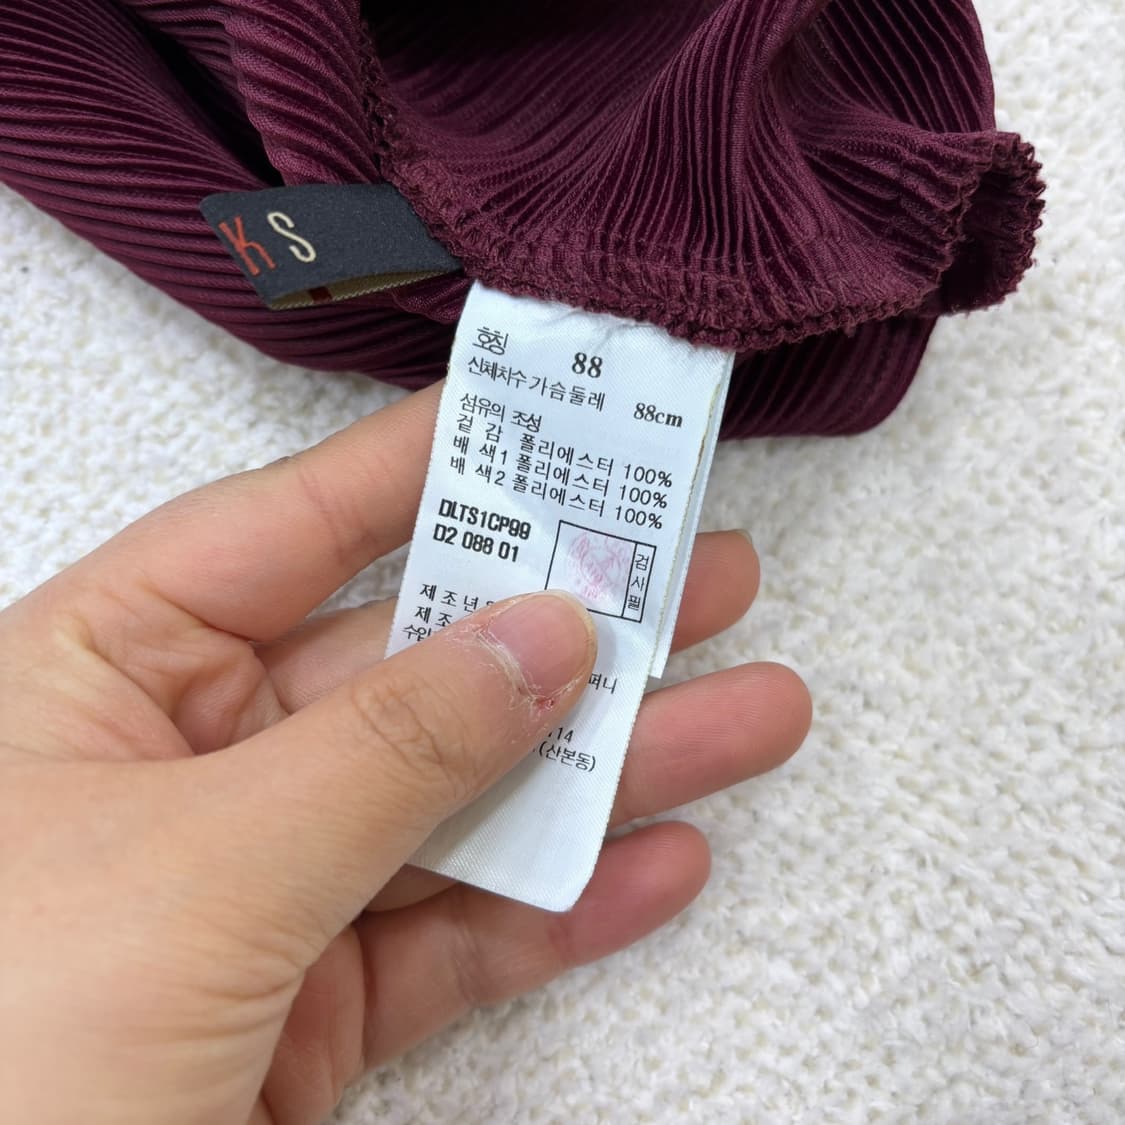 K S
호칭 88
신체치수 가슴둘레 88cm
섬유의 조성
겉 감 폴리에스터 100%
배 색1 폴리에스터 100%
배 색2 폴리에스터 100%
DLTS1CP99
D2 088 01
검사필
제조년
제조
수입
퍼니
14
(산본동)